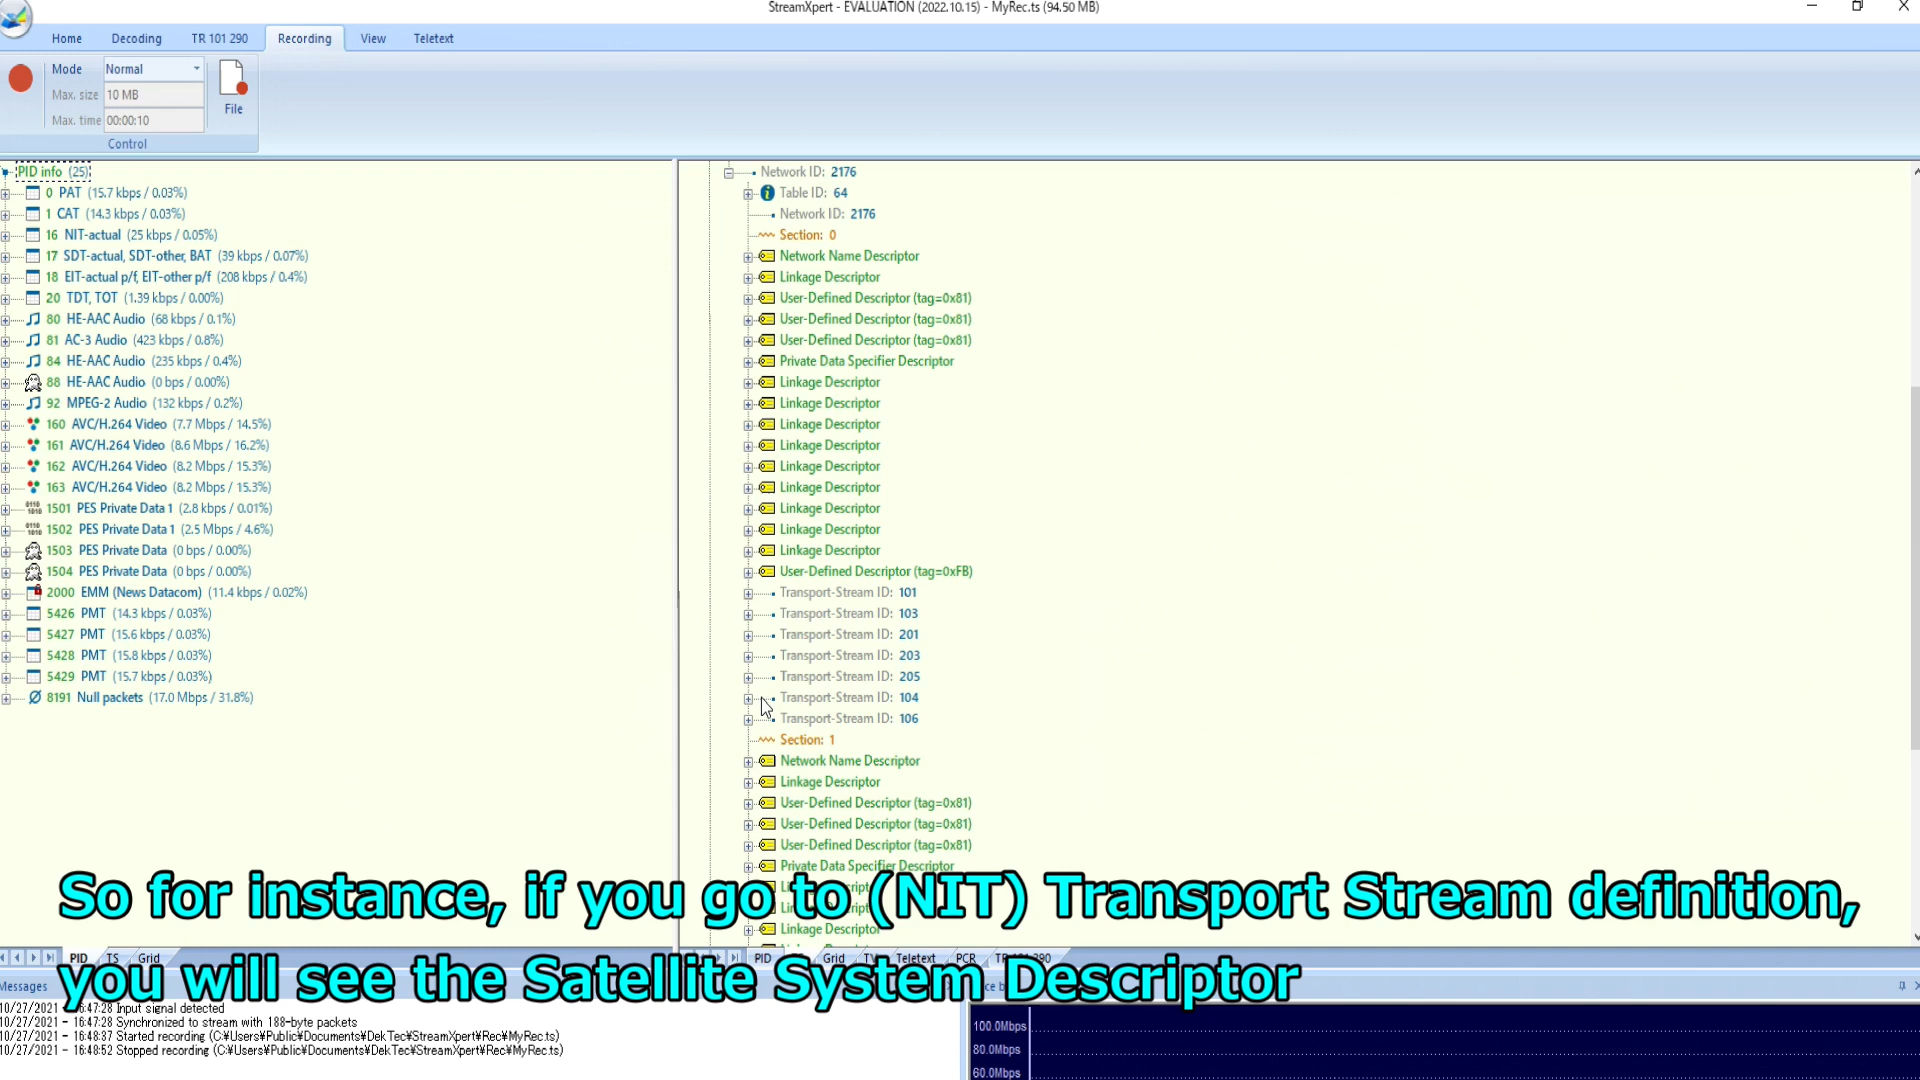 StreamXpert - EVALUATION (2022.10.15) - MyRec.ts (94.50 MB)
Home Decoding TR 101 290 Recording View Teletext
Mode Normal
Max. size 10 MB
Max. time 00:00:10
File
Control
PID info (25)
0 PAT (15.7 kbps / 0.03%)
1 CAT (14.3 kbps / 0.03%)
16 NIT-actual (25 kbps / 0.05%)
17 SDT-actual, SDT-other, BAT (39 kbps / 0.07%)
18 EIT-actual p/f, EIT-other p/f (208 kbps / 0.4%)
20 TDT, TOT (1.39 kbps / 0.00%)
80 HE-AAC Audio (68 kbps / 0.1%)
81 AC-3 Audio (423 kbps / 0.8%)
84 HE-AAC Audio (235 kbps / 0.4%)
88 HE-AAC Audio (0 bps / 0.00%)
92 MPEG-2 Audio (132 kbps / 0.2%)
160 AVC/H.264 Video (7.7 Mbps / 14.5%)
161 AVC/H.264 Video (8.6 Mbps / 16.2%)
162 AVC/H.264 Video (8.2 Mbps / 15.3%)
163 AVC/H.264 Video (8.2 Mbps / 15.3%)
1501 PES Private Data 1 (2.8 kbps / 0.01%)
1502 PES Private Data 1 (2.5 Mbps / 4.6%)
1503 PES Private Data (0 bps / 0.00%)
1504 PES Private Data (0 bps / 0.00%)
2000 EMM (News Datacom) (11.4 kbps / 0.02%)
5426 PMT (14.3 kbps / 0.03%)
5427 PMT (15.6 kbps / 0.03%)
5428 PMT (15.8 kbps / 0.03%)
5429 PMT (15.7 kbps / 0.03%)
8191 Null packets (17.0 Mbps / 31.8%)
Network ID: 2176
Table ID: 64
Network ID: 2176
Section: 0
Network Name Descriptor
Linkage Descriptor
User-Defined Descriptor (tag=0x81)
User-Defined Descriptor (tag=0x81)
User-Defined Descriptor (tag=0x81)
Private Data Specifier Descriptor
Linkage Descriptor
Linkage Descriptor
Linkage Descriptor
Linkage Descriptor
Linkage Descriptor
Linkage Descriptor
Linkage Descriptor
Linkage Descriptor
Linkage Descriptor
User-Defined Descriptor (tag=0xFB)
Transport-Stream ID: 101
Transport-Stream ID: 103
Transport-Stream ID: 201
Transport-Stream ID: 203
Transport-Stream ID: 205
Transport-Stream ID: 104
Transport-Stream ID: 106
Section: 1
Network Name Descriptor
Linkage Descriptor
User-Defined Descriptor (tag=0x81)
User-Defined Descriptor (tag=0x81)
User-Defined Descriptor (tag=0x81)
Private Data Specifier Descriptor
Linkage Descriptor
So for instance, if you go to (NIT) Transport Stream definition,
you will see the Satellite System Descriptor
PID TS Grid
PID Grid TV Teletext PCR TR 101 290
Messages
10/27/2021 - 16:47:28 Input signal detected
10/27/2021 - 16:47:28 Synchronized to stream with 188-byte packets
10/27/2021 - 16:48:37 Started recording (C:¥Users¥Public¥Documents¥DekTec¥StreamXpert¥Rec¥MyRec.ts)
10/27/2021 - 16:48:52 Stopped recording (C:¥Users¥Public¥Documents¥DekTec¥StreamXpert¥Rec¥MyRec.ts)
100.0Mbps
80.0Mbps
60.0Mbps